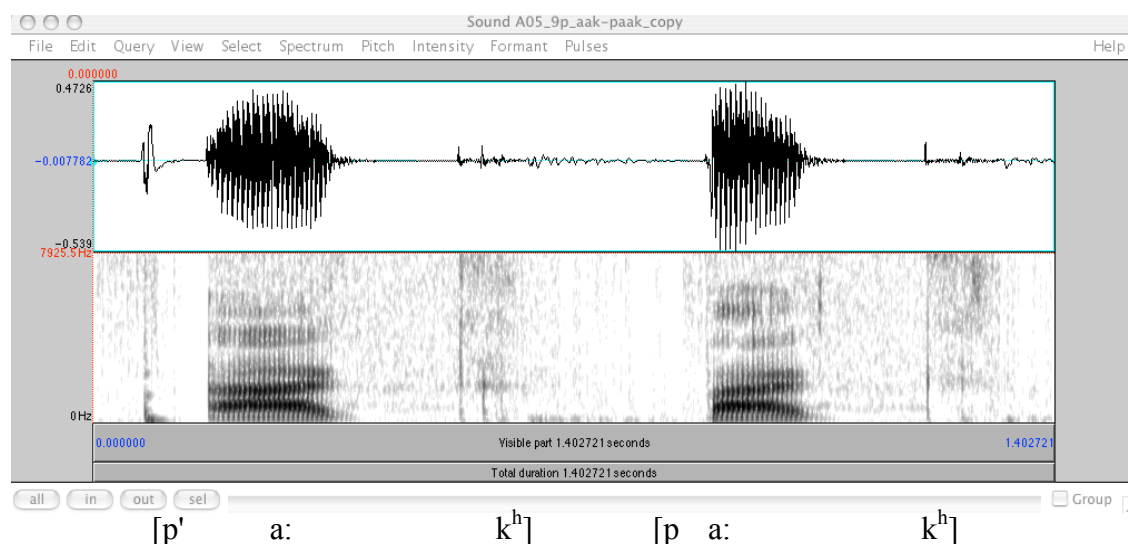 Sound A05_9p_aak-paak_copy
File Edit Query View Select Spectrum Pitch Intensity Formant Pulses Help
0.000000
0.4726
-0.007782
-0.539
7925.5 Hz
0 Hz
0.000000 Visible part 1.402721 seconds 1.402721
Total duration 1.402721 seconds
all in out sel Group
[p' a: kʰ] [p a: kʰ]